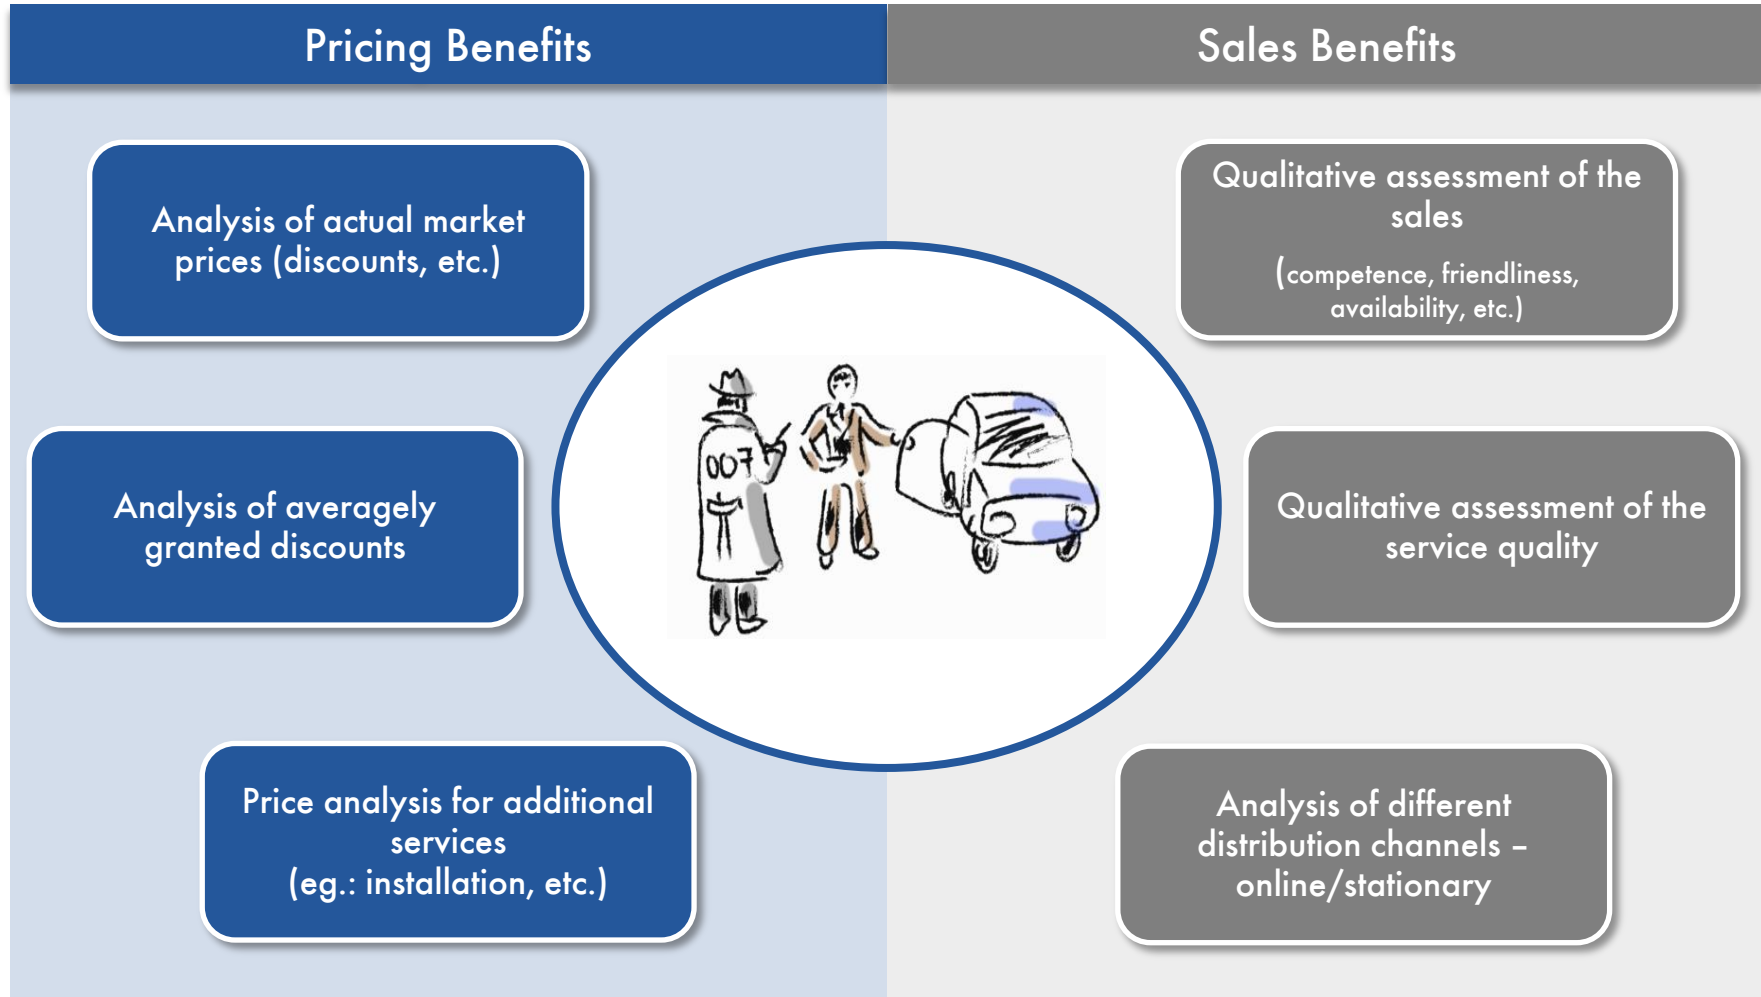 Pricing Benefits
Sales Benefits
Analysis of actual market
prices (discounts, etc.)
Analysis of averagely
granted discounts
Price analysis for additional
services
(eg.: installation, etc.)
007
Qualitative assessment of the
sales
(competence, friendliness,
availability, etc.)
Qualitative assessment of the
service quality
Analysis of different
distribution channels –
online/stationary